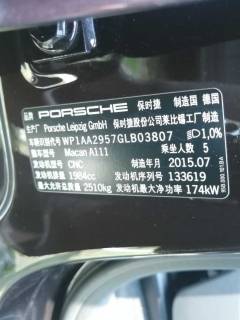 品牌 PORSCHE 保时捷 制造国 德国
生产厂 Porsche Leipzig GmbH 保时捷股份公司莱比锡工厂制造
车辆识别代号 WP1AA2957GLB03807 1,0%
整车型号 Macan A111 乘坐人数 5
发动机型号 CNC 制造年月 2015.07
发动机排量 1984cc 发动机序列号 133619
最大允许总质量 2510kg 发动机最大净功率 174kW